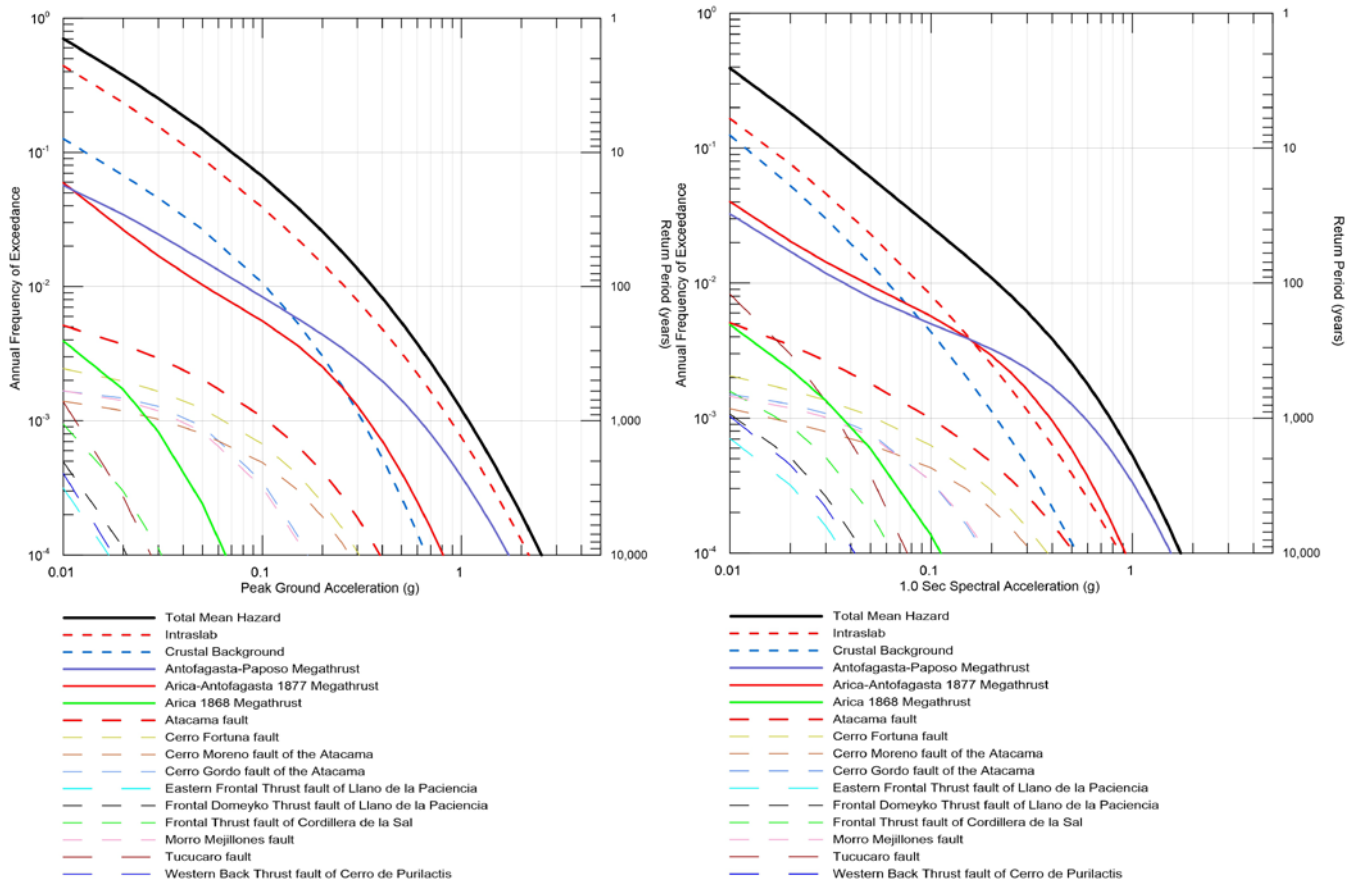 10⁰
10⁻¹
10⁻²
10⁻³
10⁻⁴
Annual Frequency of Exceedance
0.01
0.1
1
Peak Ground Acceleration (g)
1
10
100
1,000
10,000
Return Period (years)
Total Mean Hazard
Intraslab
Crustal Background
Antofagasta-Paposo Megathrust
Arica-Antofagasta 1877 Megathrust
Arica 1868 Megathrust
Atacama fault
Cerro Fortuna fault
Cerro Moreno fault of the Atacama
Cerro Gordo fault of the Atacama
Eastern Frontal Thrust fault of Llano de la Paciencia
Frontal Domeyko Thrust fault of Llano de la Paciencia
Frontal Thrust fault of Cordillera de la Sal
Morro Mejillones fault
Tucucaro fault
Western Back Thrust fault of Cerro de Purilactis
10⁰
10⁻¹
10⁻²
10⁻³
10⁻⁴
Annual Frequency of Exceedance
0.01
0.1
1
1.0 Sec Spectral Acceleration (g)
1
10
100
1,000
10,000
Return Period (years)
Total Mean Hazard
Intraslab
Crustal Background
Antofagasta-Paposo Megathrust
Arica-Antofagasta 1877 Megathrust
Arica 1868 Megathrust
Atacama fault
Cerro Fortuna fault
Cerro Moreno fault of the Atacama
Cerro Gordo fault of the Atacama
Eastern Frontal Thrust fault of Llano de la Paciencia
Frontal Domeyko Thrust fault of Llano de la Paciencia
Frontal Thrust fault of Cordillera de la Sal
Morro Mejillones fault
Tucucaro fault
Western Back Thrust fault of Cerro de Purilactis